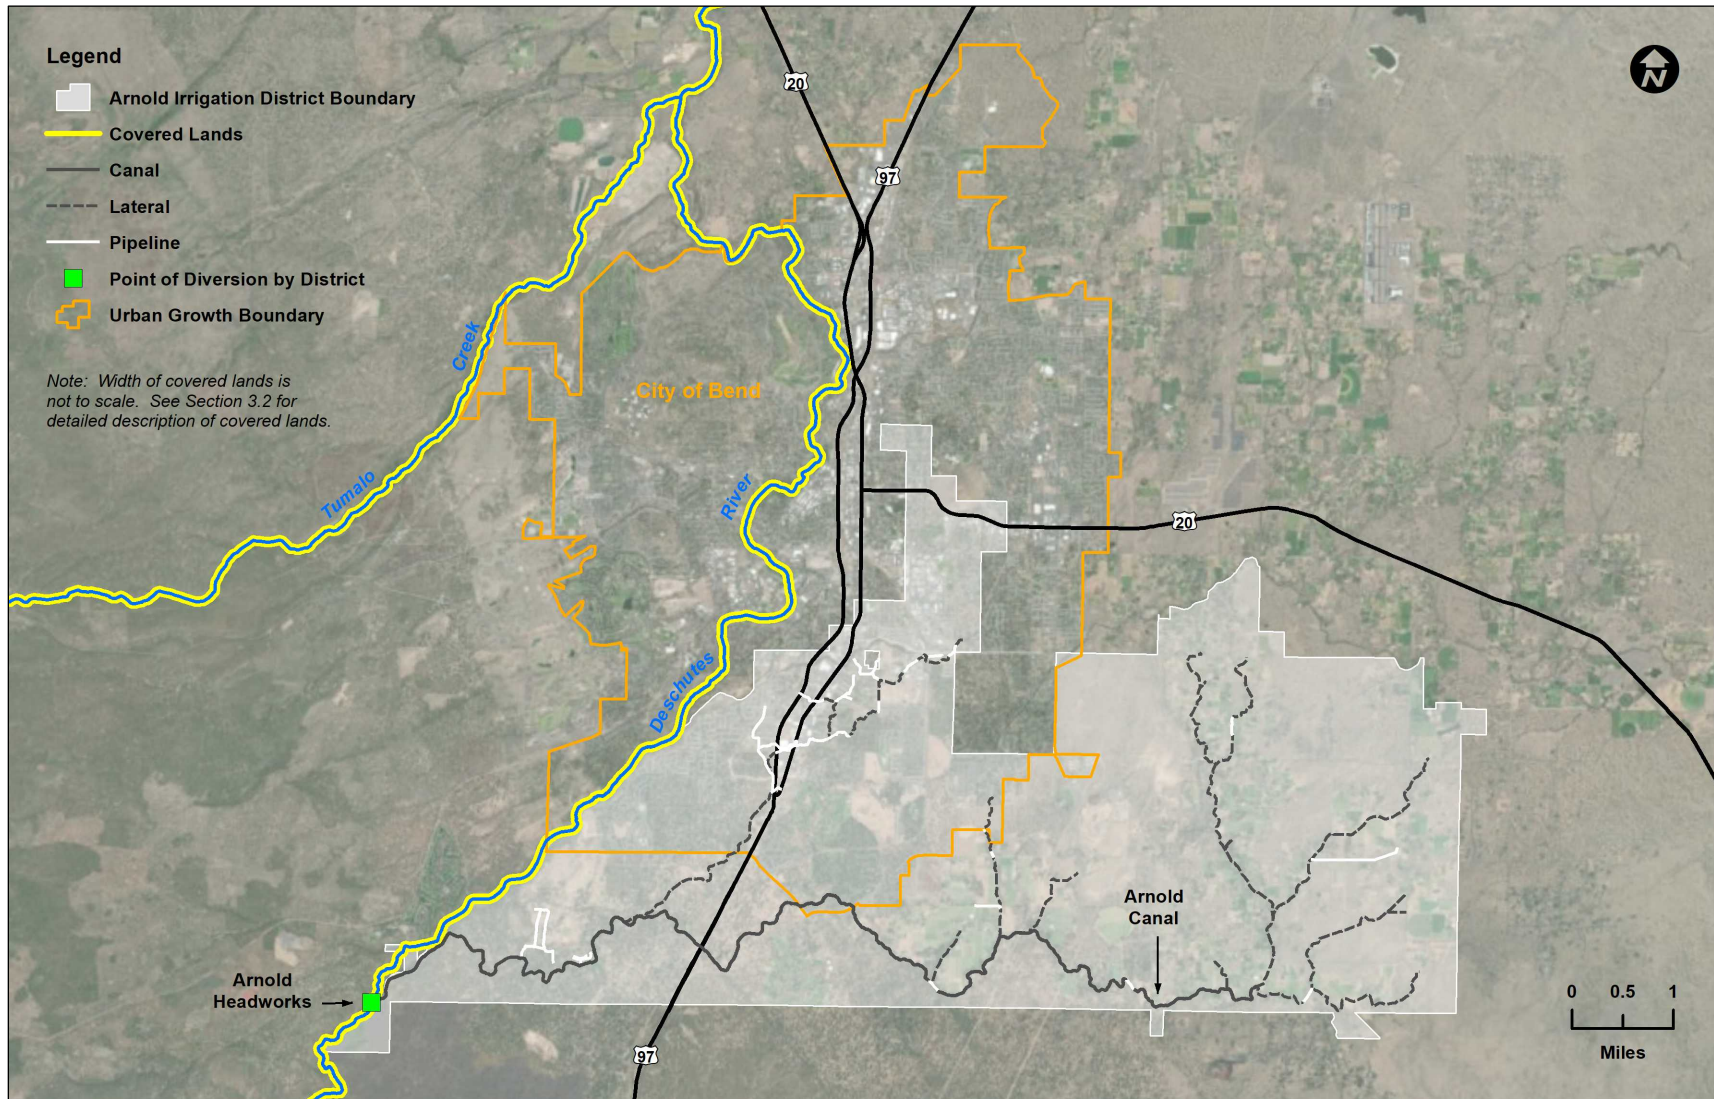 Legend
Arnold Irrigation District Boundary
Covered Lands
Canal
Lateral
Pipeline
Point of Diversion by District
Urban Growth Boundary
Note: Width of covered lands is
not to scale. See Section 3.2 for
detailed description of covered lands.
N
20
97
Creek
Tumalo
City of Bend
River
20
Deschutes
Arnold
Canal
Arnold
Headworks
97
0 0.5 1
Miles